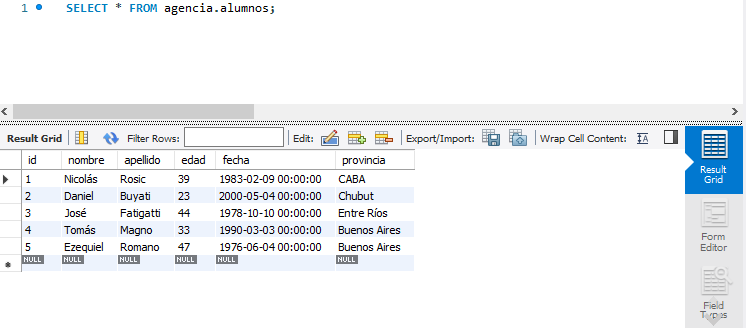 1 SELECT * FROM agencia.alumnos;
Result Grid Filter Rows: Edit: Export/Import: Wrap Cell Content: IA
id nombre apellido edad fecha provincia
1 Nicolás Rosic 39 1983-02-09 00:00:00 CABA
2 Daniel Buyati 23 2000-05-04 00:00:00 Chubut
3 José Fatigatti 44 1978-10-10 00:00:00 Entre Ríos
4 Tomás Magno 33 1990-03-03 00:00:00 Buenos Aires
5 Ezequiel Romano 47 1976-06-04 00:00:00 Buenos Aires
NULL NULL NULL NULL NULL NULL
Result
Grid
Form
Editor
Field
Types